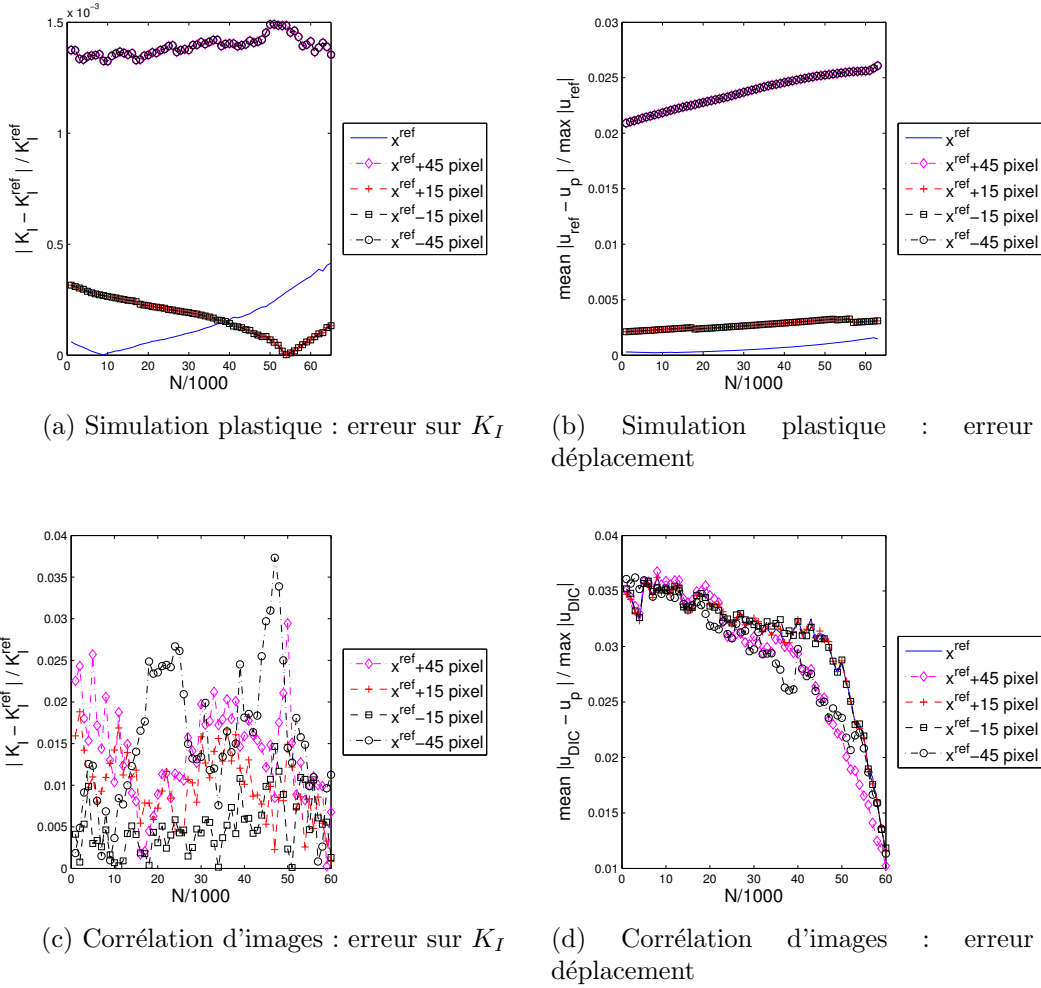 1.5
x 10⁻³
1
0.5
0
0 10 20 30 40 50 60
N/1000
| K_I − K_I^ref | / K_I^ref
x^ref
x^ref+45 pixel
x^ref+15 pixel
x^ref−15 pixel
x^ref−45 pixel
(a) Simulation plastique : erreur sur K_I
0.03
0.025
0.02
0.015
0.01
0.005
0
0 10 20 30 40 50 60
N/1000
mean |u_ref − u_p | / max |u_ref|
x^ref
x^ref+45 pixel
x^ref+15 pixel
x^ref−15 pixel
x^ref−45 pixel
(b) Simulation plastique : erreur
déplacement
0.04
0.035
0.03
0.025
0.02
0.015
0.01
0.005
0
0 10 20 30 40 50 60
N/1000
| K_I − K_I^ref | / K_I^ref
x^ref+45 pixel
x^ref+15 pixel
x^ref−15 pixel
x^ref−45 pixel
(c) Corrélation d'images : erreur sur K_I
0.04
0.035
0.03
0.025
0.02
0.015
0.01
0 10 20 30 40 50 60
N/1000
mean |u_DIC − u_p | / max |u_DIC|
x^ref
x^ref+45 pixel
x^ref+15 pixel
x^ref−15 pixel
x^ref−45 pixel
(d) Corrélation d'images : erreur
déplacement